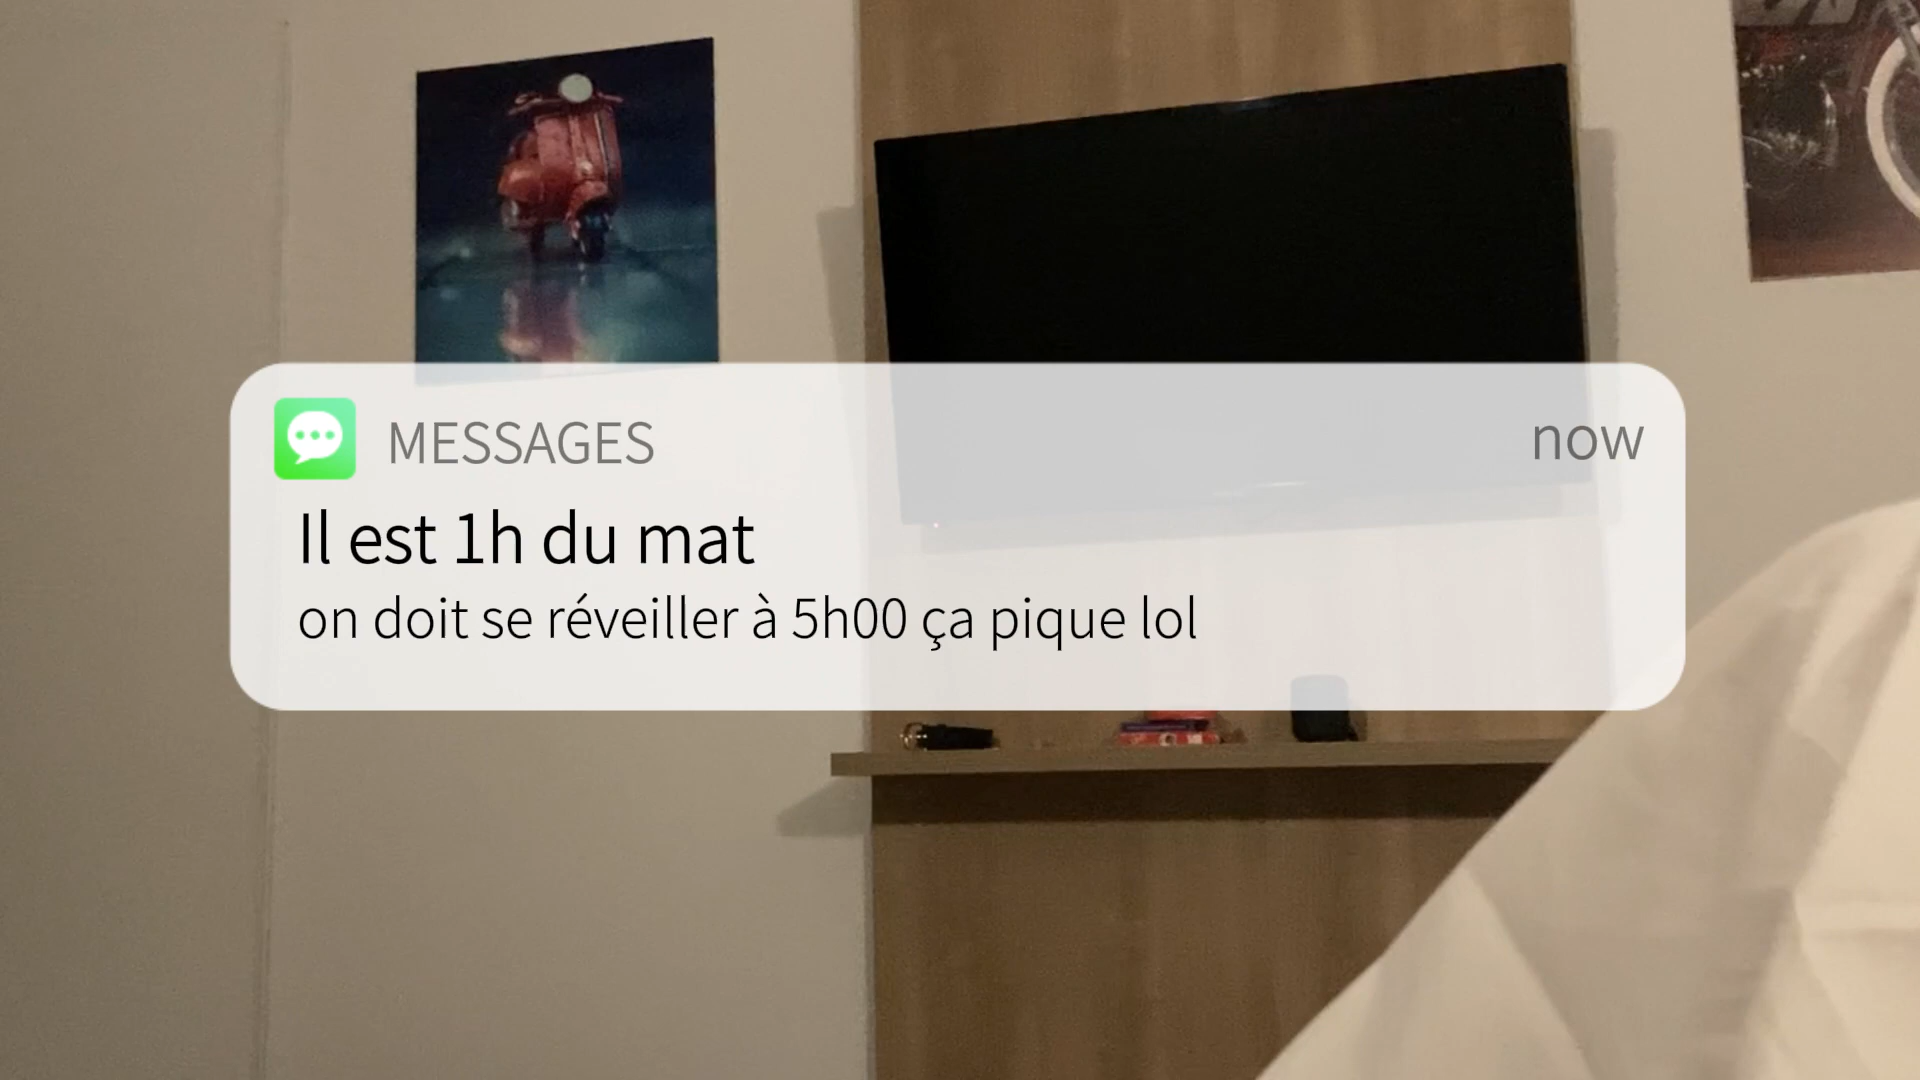 MESSAGES now
Il est 1h du mat
on doit se réveiller à 5h00 ça pique lol